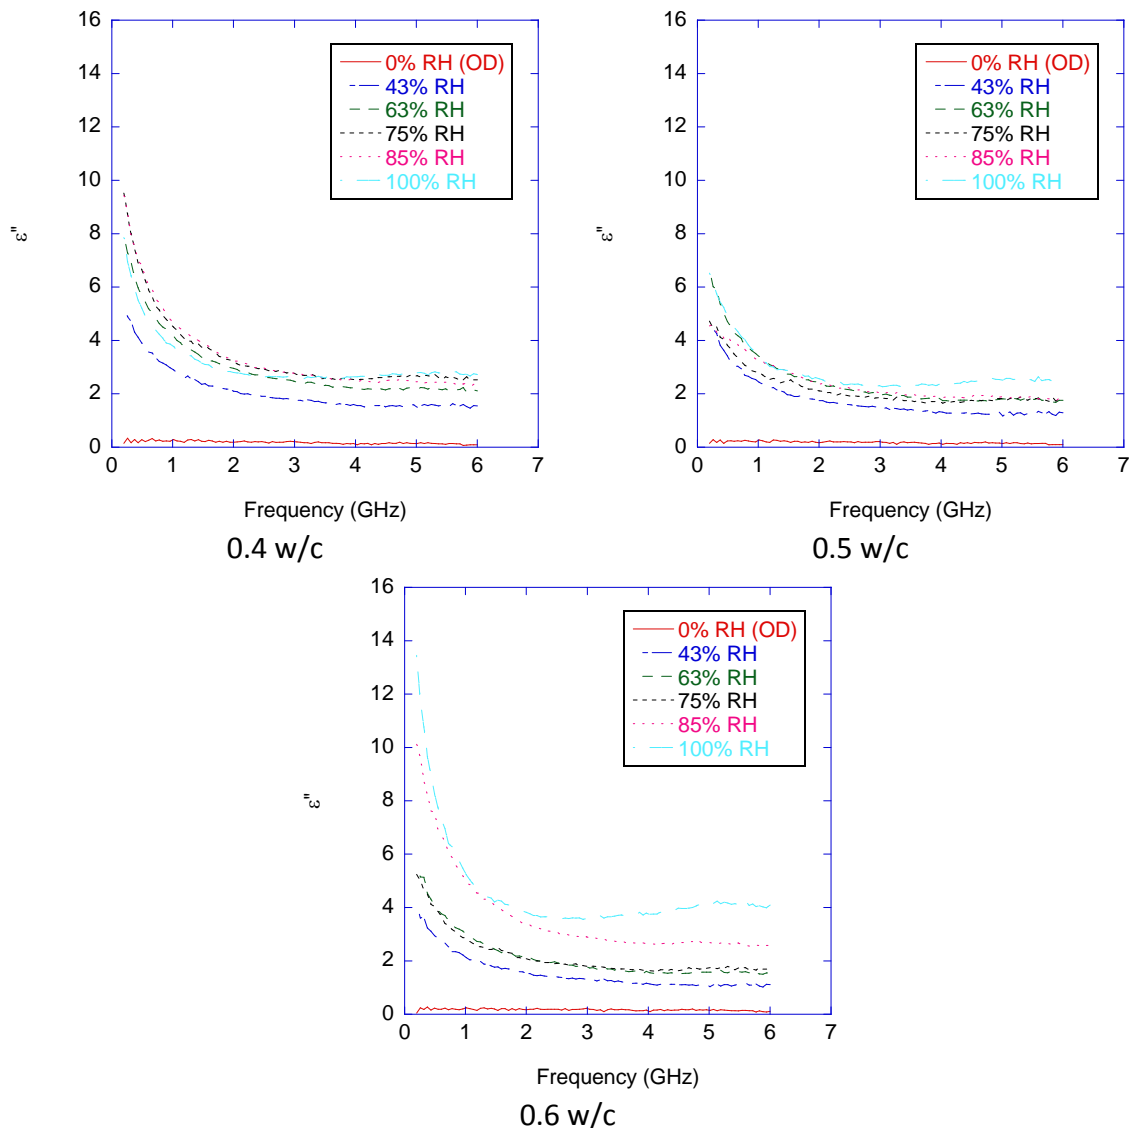 16
14
12
10
8
6
4
2
0
ε"
0% RH (OD)
43% RH
63% RH
75% RH
85% RH
100% RH
0 1 2 3 4 5 6 7
Frequency (GHz)
0.4 w/c
16
14
12
10
8
6
4
2
0
ε"
0% RH (OD)
43% RH
63% RH
75% RH
85% RH
100% RH
0 1 2 3 4 5 6 7
Frequency (GHz)
0.5 w/c
16
14
12
10
8
6
4
2
0
ε"
0% RH (OD)
43% RH
63% RH
75% RH
85% RH
100% RH
0 1 2 3 4 5 6 7
Frequency (GHz)
0.6 w/c